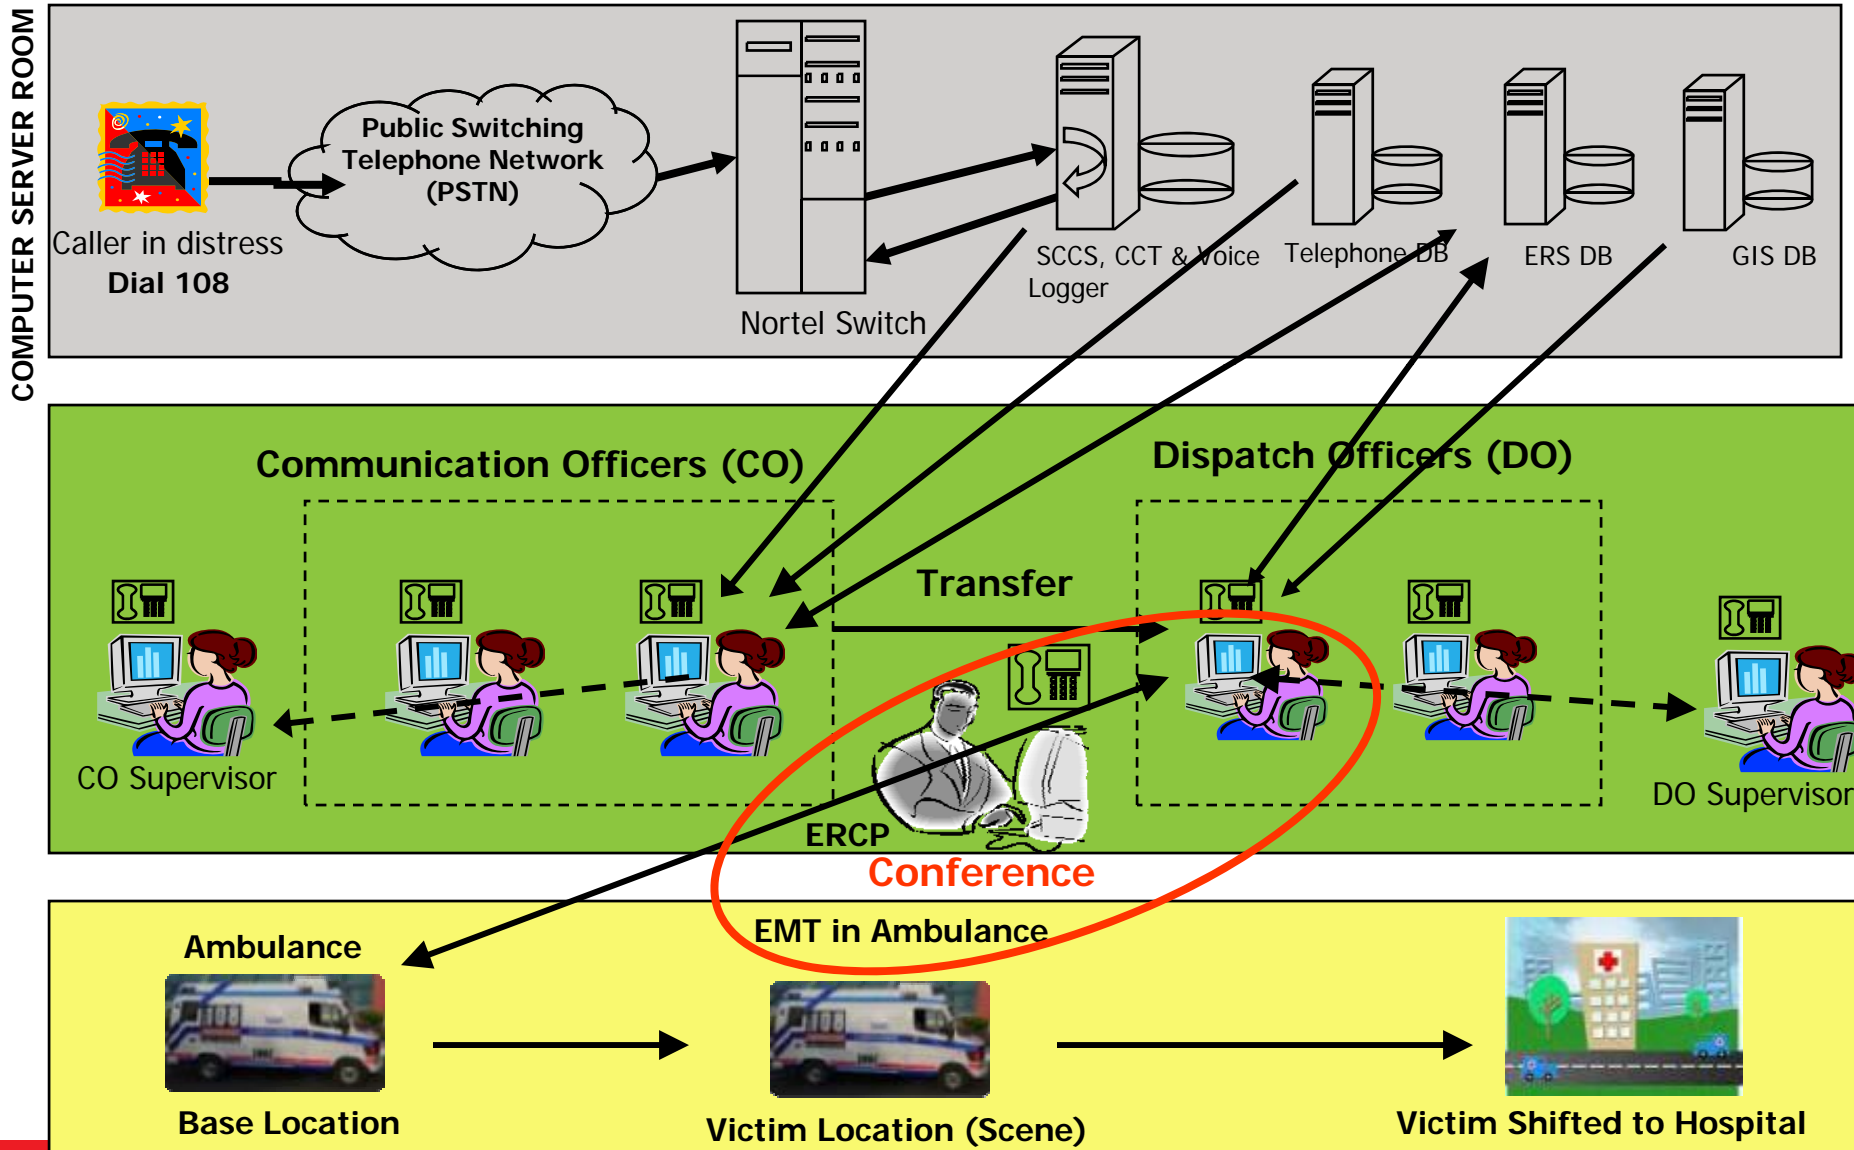 COMPUTER SERVER ROOM
Public Switching
Telephone Network
(PSTN)
Caller in distress
Dial 108
Nortel Switch
SCCS, CCT & Voice
Logger
Telephone DB
ERS DB
GIS DB
Communication Officers (CO)
Dispatch Officers (DO)
Transfer
CO Supervisor
DO Supervisor
ERCP
Conference
EMT in Ambulance
Ambulance
Base Location
Victim Location (Scene)
Victim Shifted to Hospital